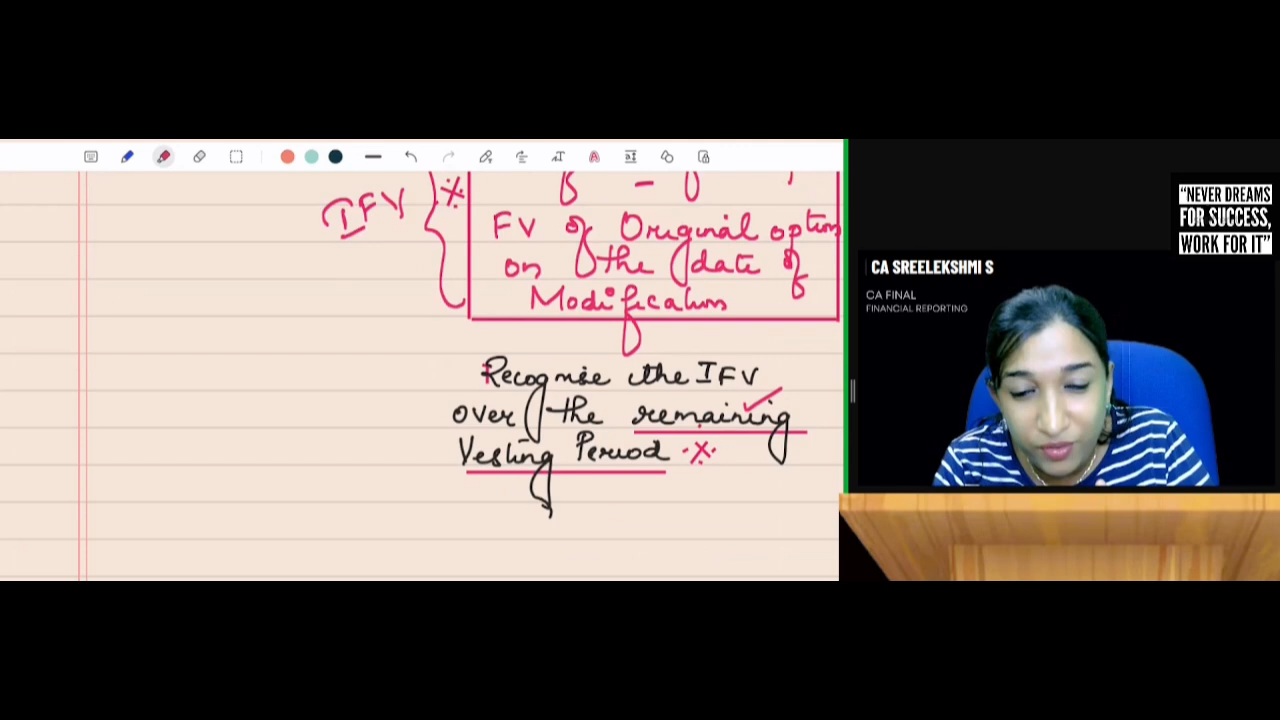 IFV
FV of Original option
on the date of
Modification
Recognise the IFV
over the remaining
Vesting Period
"NEVER DREAMS
FOR SUCCESS,
WORK FOR IT"
CA SREELEKSHMI S
CA FINAL
FINANCIAL REPORTING